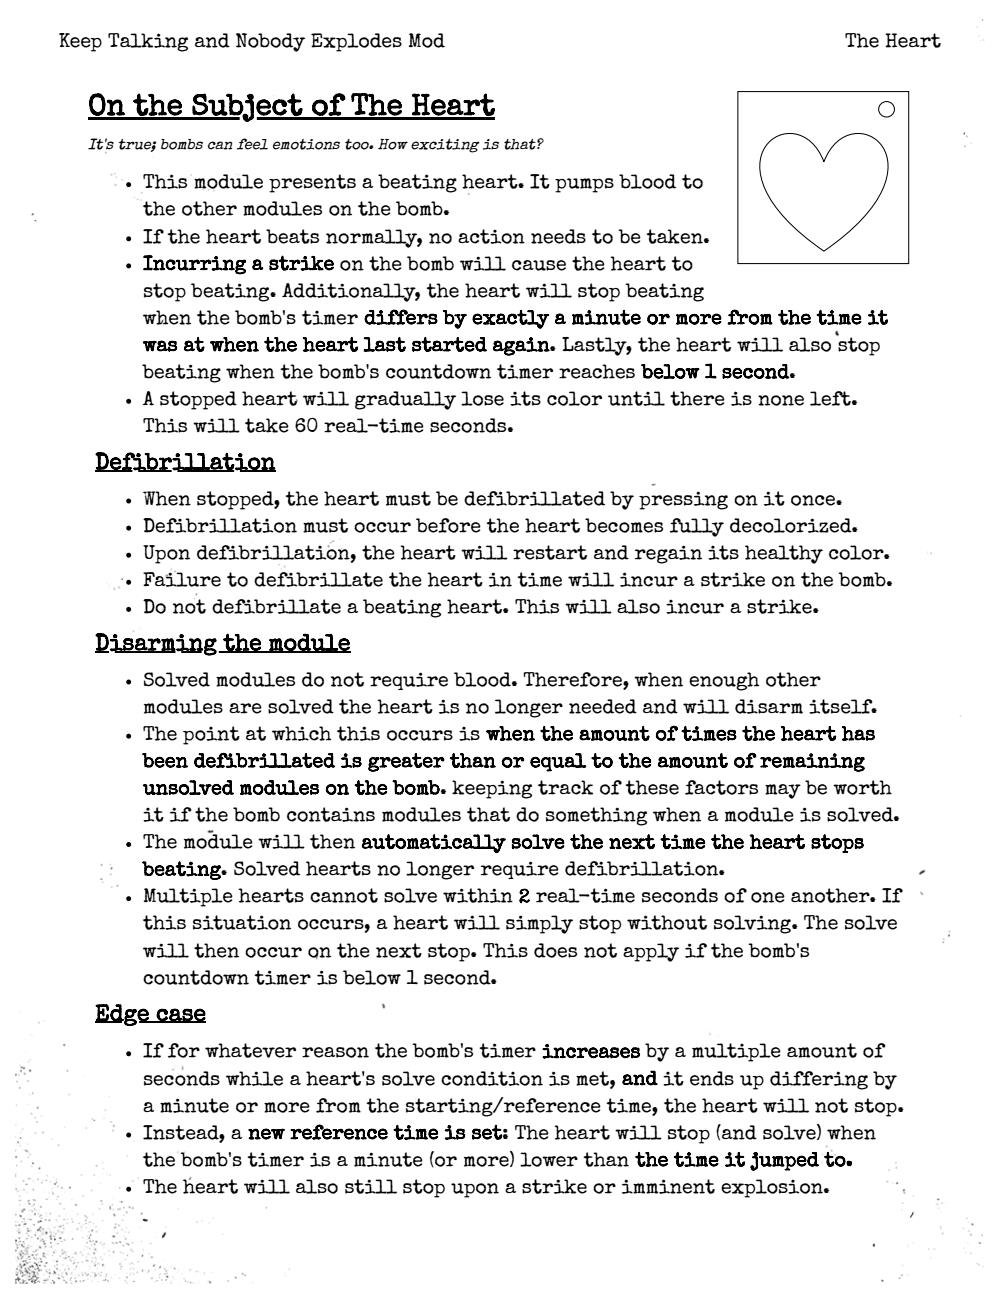 Keep Talking and Nobody Explodes Mod
The Heart
On the Subject of The Heart
It's true; bombs can feel emotions too. How exciting is that?
• This module presents a beating heart. It pumps blood to
the other modules on the bomb.
• If the heart beats normally, no action needs to be taken.
• Incurring a strike on the bomb will cause the heart to
stop beating. Additionally, the heart will stop beating
when the bomb's timer differs by exactly a minute or more from the time it
was at when the heart last started again. Lastly, the heart will also stop
beating when the bomb's countdown timer reaches below 1 second.
• A stopped heart will gradually lose its color until there is none left.
This will take 60 real-time seconds.
Defibrillation
• When stopped, the heart must be defibrillated by pressing on it once.
• Defibrillation must occur before the heart becomes fully decolorized.
• Upon defibrillation, the heart will restart and regain its healthy color.
• Failure to defibrillate the heart in time will incur a strike on the bomb.
• Do not defibrillate a beating heart. This will also incur a strike.
Disarming the module
• Solved modules do not require blood. Therefore, when enough other
modules are solved the heart is no longer needed and will disarm itself.
• The point at which this occurs is when the amount of times the heart has
been defibrillated is greater than or equal to the amount of remaining
unsolved modules on the bomb. keeping track of these factors may be worth
it if the bomb contains modules that do something when a module is solved.
• The module will then automatically solve the next time the heart stops
beating. Solved hearts no longer require defibrillation.
• Multiple hearts cannot solve within 2 real-time seconds of one another. If
this situation occurs, a heart will simply stop without solving. The solve
will then occur on the next stop. This does not apply if the bomb's
countdown timer is below 1 second.
Edge case
• If for whatever reason the bomb's timer increases by a multiple amount of
seconds while a heart's solve condition is met, and it ends up differing by
a minute or more from the starting/reference time, the heart will not stop.
• Instead, a new reference time is set: The heart will stop (and solve) when
the bomb's timer is a minute (or more) lower than the time it jumped to.
• The heart will also still stop upon a strike or imminent explosion.